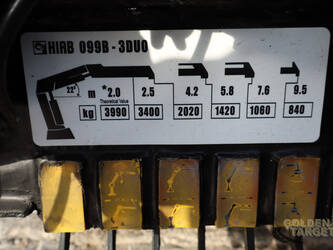 HIAB 099B - 3DUO
22° m *2.0 2.5 4.2 5.8 7.6 9.5
Theoretical Value
kg 3990 3400 2020 1420 1060 840
GOLDEN
TARGET